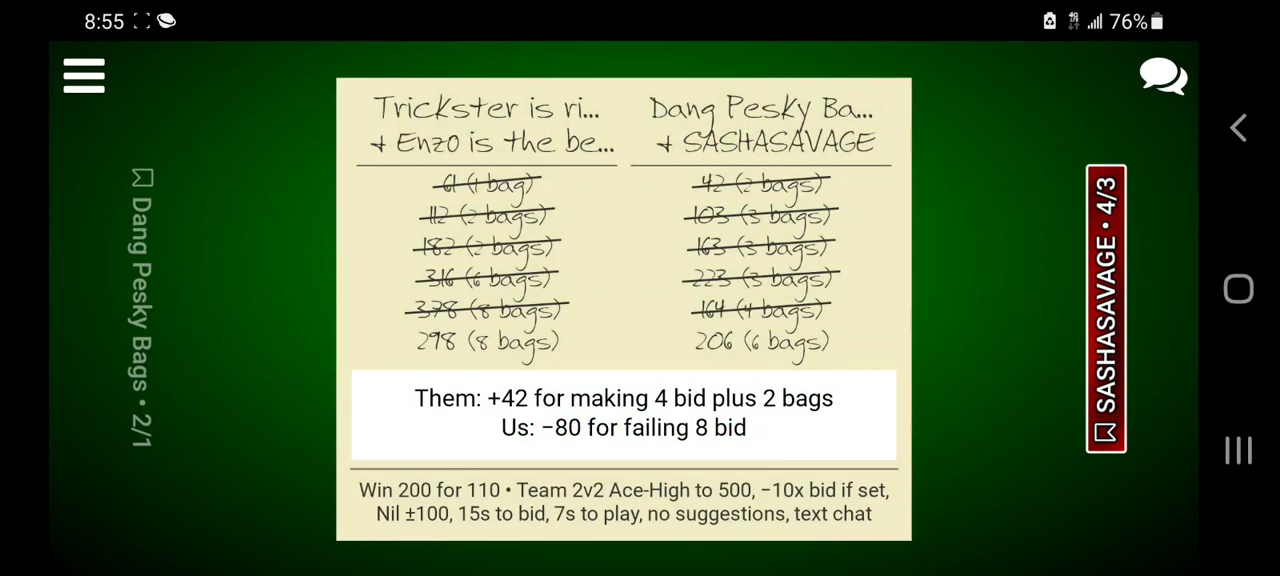 8:55
76%
Trickster is ri...
+ Enzo is the be...
61 (1 bag)
112 (2 bags)
182 (2 bags)
316 (6 bags)
378 (8 bags)
298 (8 bags)
Dang Pesky Ba...
+ SASHASAVAGE
42 (2 bags)
103 (3 bags)
163 (3 bags)
223 (3 bags)
164 (4 bags)
206 (6 bags)
Them: +42 for making 4 bid plus 2 bags
Us: −80 for failing 8 bid
Win 200 for 110 • Team 2v2 Ace-High to 500, −10x bid if set,
Nil ±100, 15s to bid, 7s to play, no suggestions, text chat
Dang Pesky Bags • 2/1
SASHASAVAGE • 4/3